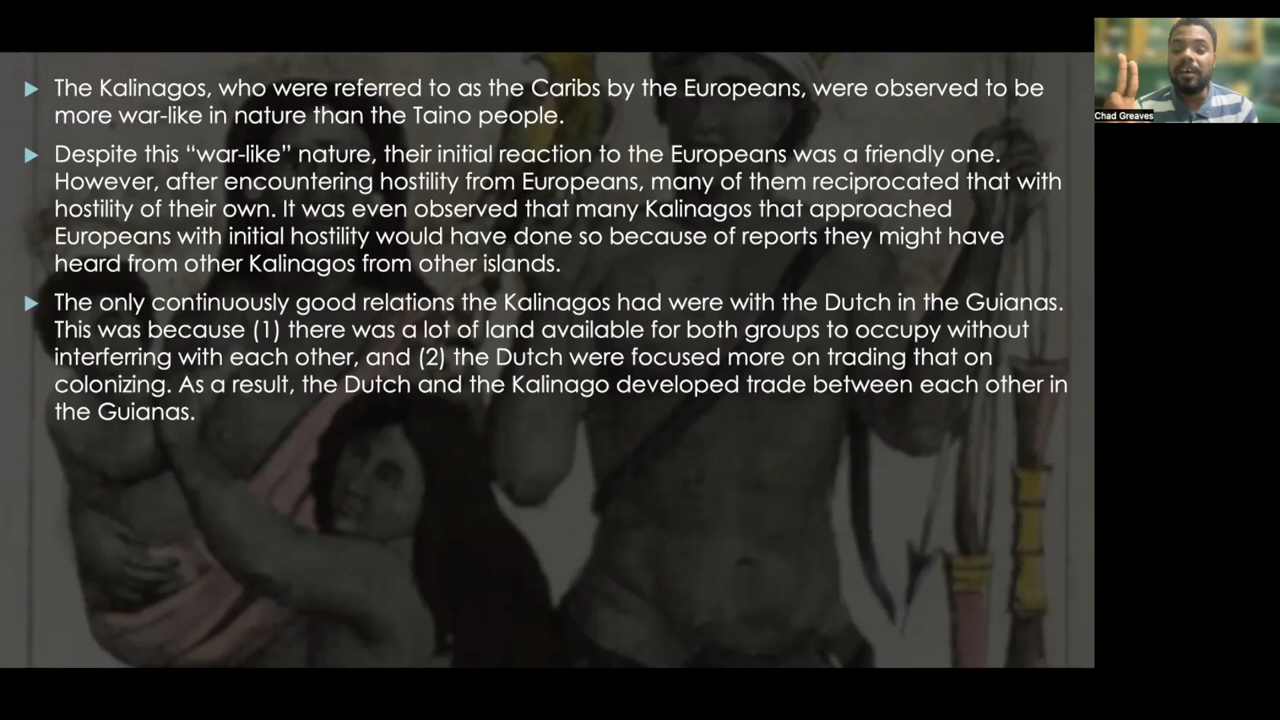 The Kalinagos, who were referred to as the Caribs by the Europeans, were observed to be
more war-like in nature than the Taino people.
Despite this “war-like” nature, their initial reaction to the Europeans was a friendly one.
However, after encountering hostility from Europeans, many of them reciprocated that with
hostility of their own. It was even observed that many Kalinagos that approached
Europeans with initial hostility would have done so because of reports they might have
heard from other Kalinagos from other islands.
The only continuously good relations the Kalinagos had were with the Dutch in the Guianas.
This was because (1) there was a lot of land available for both groups to occupy without
interferring with each other, and (2) the Dutch were focused more on trading that on
colonizing. As a result, the Dutch and the Kalinago developed trade between each other in
the Guianas.
Chad Greaves